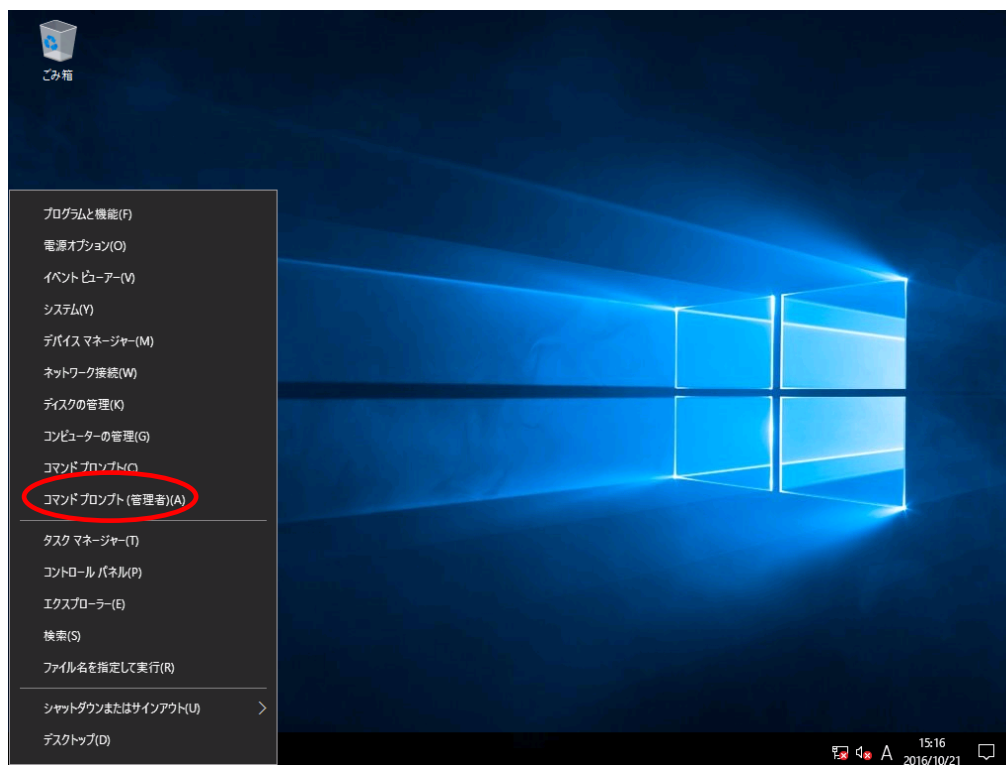 ごみ箱
プログラムと機能(F)
電源オプション(O)
イベント ビューアー(V)
システム(Y)
デバイス マネージャー(M)
ネットワーク接続(W)
ディスクの管理(K)
コンピューターの管理(G)
コマンド プロンプト(C)
コマンド プロンプト (管理者)(A)
タスク マネージャー(T)
コントロール パネル(P)
エクスプローラー(E)
検索(S)
ファイル名を指定して実行(R)
シャットダウンまたはサインアウト(U)
デスクトップ(D)
A
15:16
2016/10/21